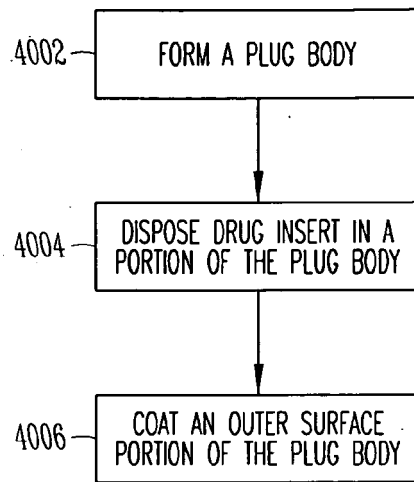 4002
FORM A PLUG BODY
4004
DISPOSE DRUG INSERT IN A
PORTION OF THE PLUG BODY
4006
COAT AN OUTER SURFACE
PORTION OF THE PLUG BODY